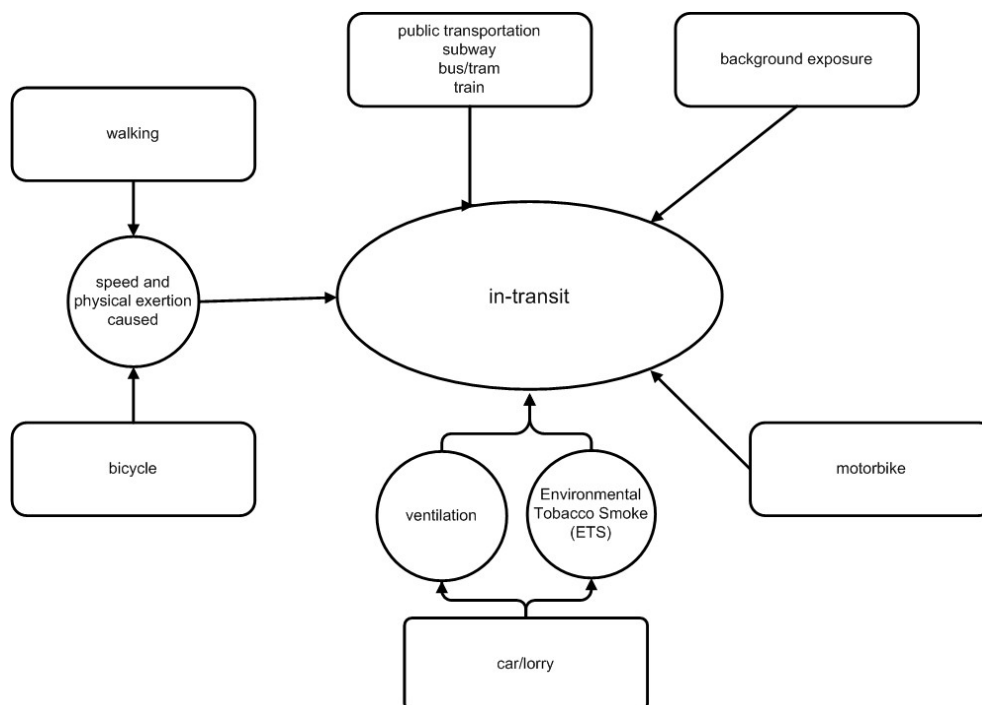 public transportation
subway
bus/tram
train
background exposure
walking
speed and
physical exertion
caused
in-transit
bicycle
motorbike
ventilation
Environmental
Tobacco Smoke
(ETS)
car/lorry